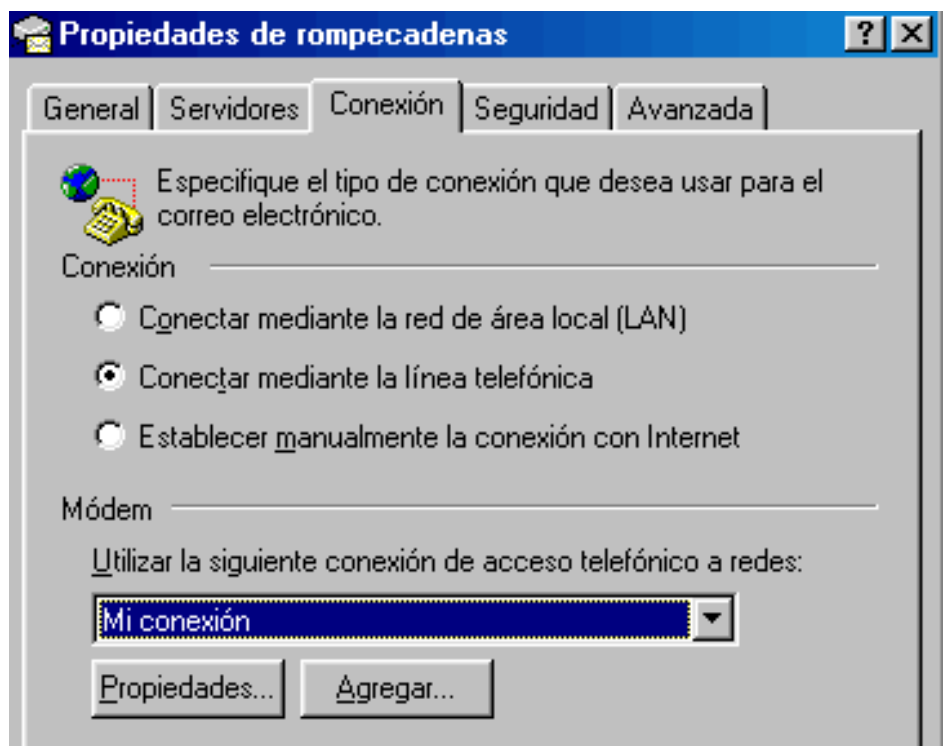 Propiedades de rompecadenas
General Servidores Conexión Seguridad Avanzada
Especifique el tipo de conexión que desea usar para el
correo electrónico.
Conexión
Conectar mediante la red de área local (LAN)
Conectar mediante la línea telefónica
Establecer manualmente la conexión con Internet
Módem
Utilizar la siguiente conexión de acceso telefónico a redes:
Mi conexión
Propiedades... Agregar...